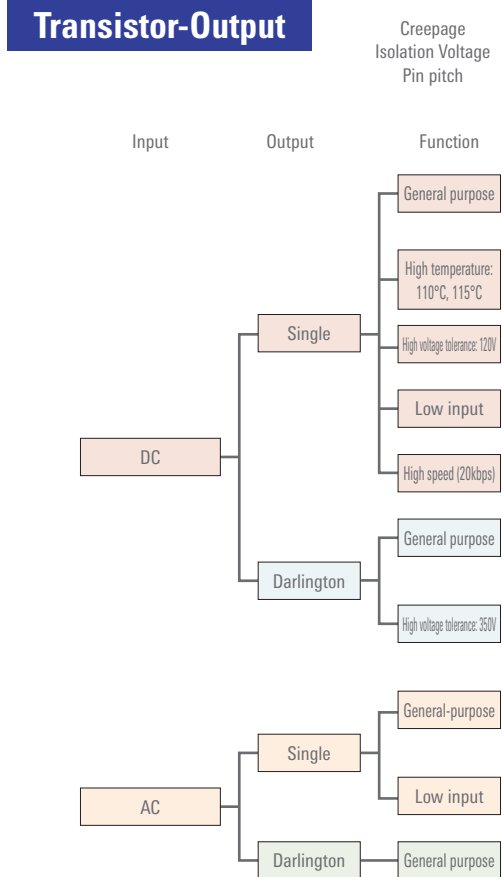 Transistor-Output
Creepage
Isolation Voltage
Pin pitch
Input
Output
Function
General purpose
High temperature:
110°C, 115°C
Single
High voltage tolerance: 120V
Low input
DC
High speed (20kbps)
General purpose
Darlington
High voltage tolerance: 350V
General-purpose
Single
Low input
AC
Darlington
General purpose